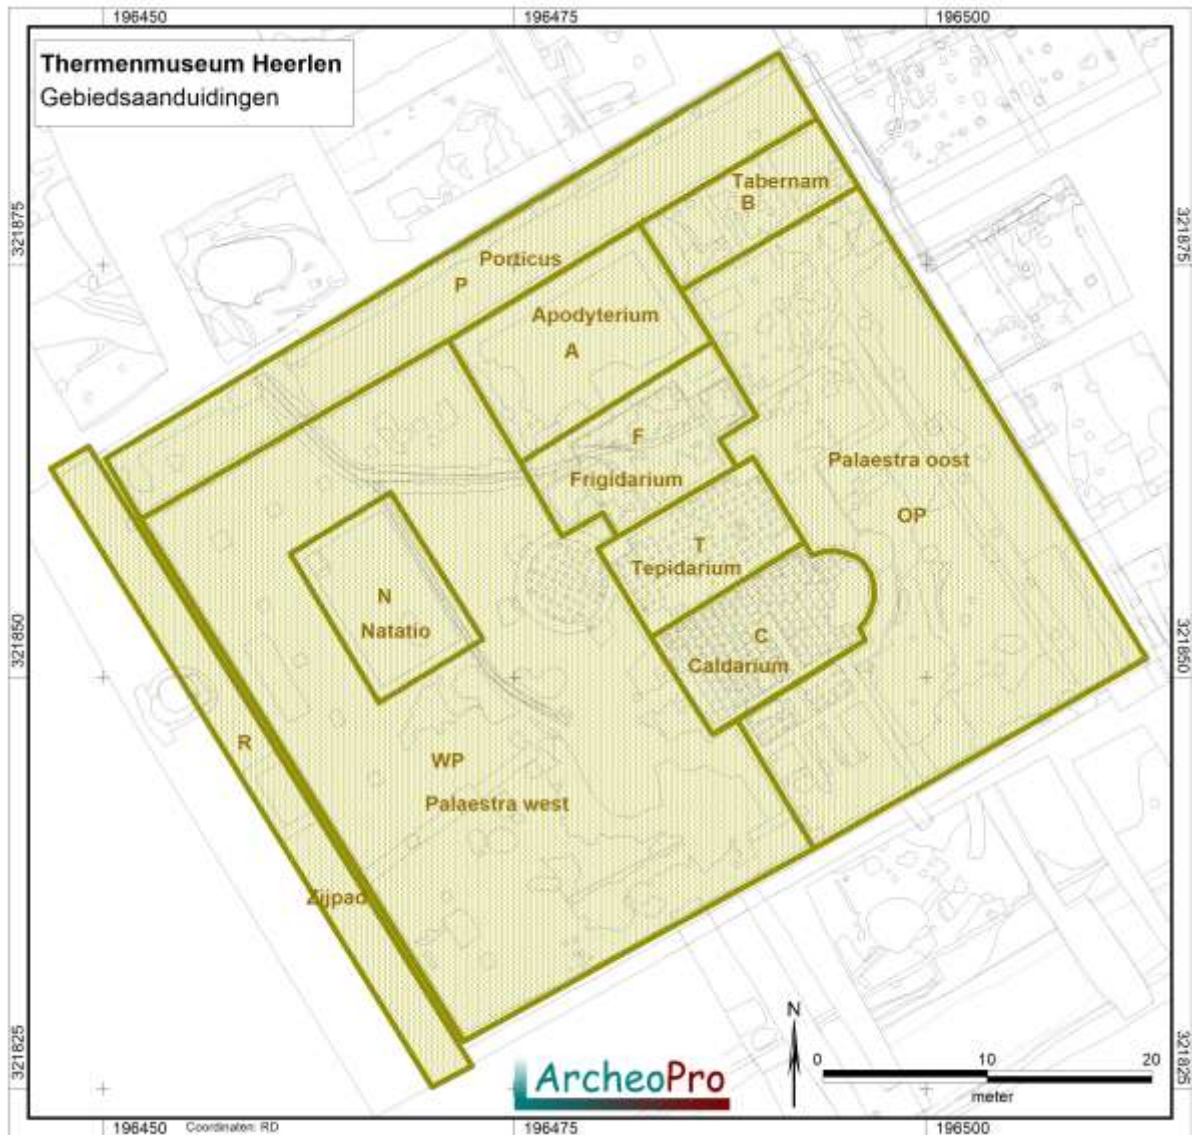 196450
196475
196500
Thermenmuseum Heerlen
Gebiedsaanduidingen
321875
321875
Tabernam
B
Porticus
P
Apodyterium
A
F
Frigidarium
Palaestra oost
OP
T
Tepidarium
N
Natatio
C
Caldarium
321850
321850
R
WP
Palaestra west
Zijpad
321825
321825
N
0
10
20
meter
ArcheoPro
196450
Coordinaten: RD
196475
196500